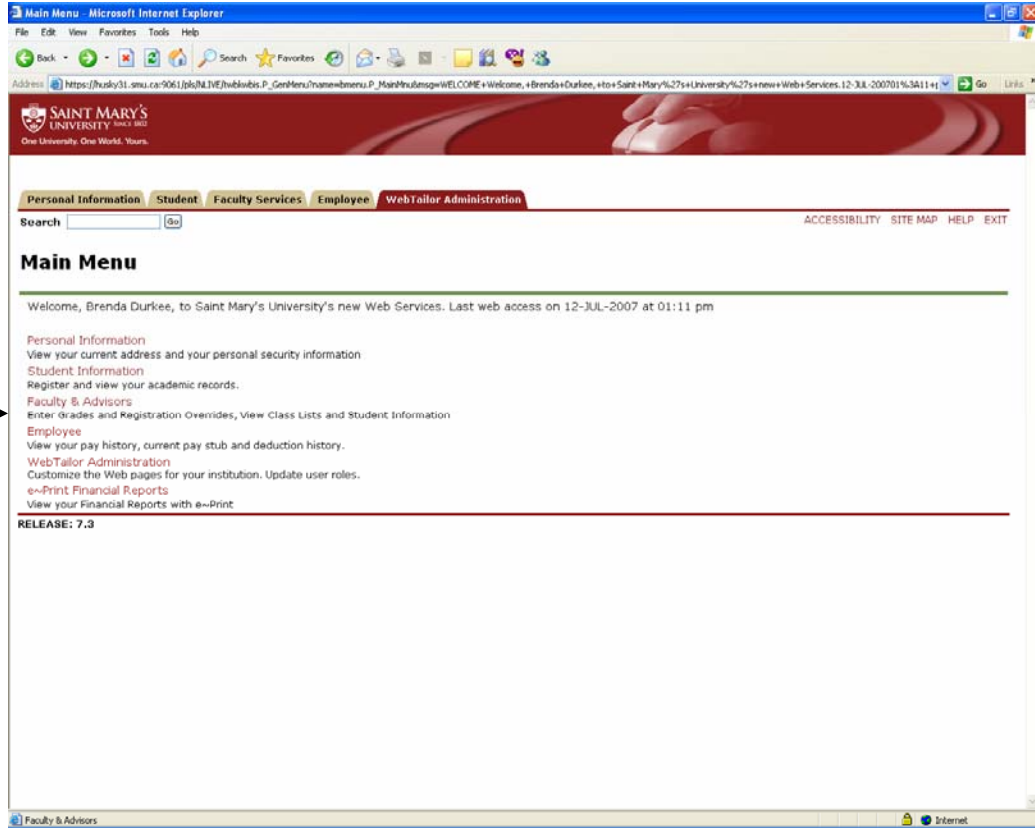 Main Menu - Microsoft Internet Explorer
File Edit View Favorites Tools Help
Back Search Favorites
Address https://husky31.smu.ca:9061/pls/NLIVE/twbkwbis.P_GenMenu?name=bmenu.P_MainMnu&msg=WELCOME+Welcome,+Brenda+Durkee,+to+Saint+Mary%27s+University%27s+new+Web+Services. Go Links
SAINT MARY'S
UNIVERSITY SINCE 1802
One University. One World. Yours.
Personal Information Student Faculty Services Employee WebTailor Administration
Search Go ACCESSIBILITY SITE MAP HELP EXIT
Main Menu
Welcome, Brenda Durkee, to Saint Mary's University's new Web Services. Last web access on 12-JUL-2007 at 01:11 pm
Personal Information
View your current address and your personal security information
Student Information
Register and view your academic records.
Faculty & Advisors
Enter Grades and Registration Overrides, View Class Lists and Student Information
Employee
View your pay history, current pay stub and deduction history.
WebTailor Administration
Customize the Web pages for your institution. Update user roles.
e~Print Financial Reports
View your Financial Reports with e~Print
RELEASE: 7.3
Faculty & Advisors Internet